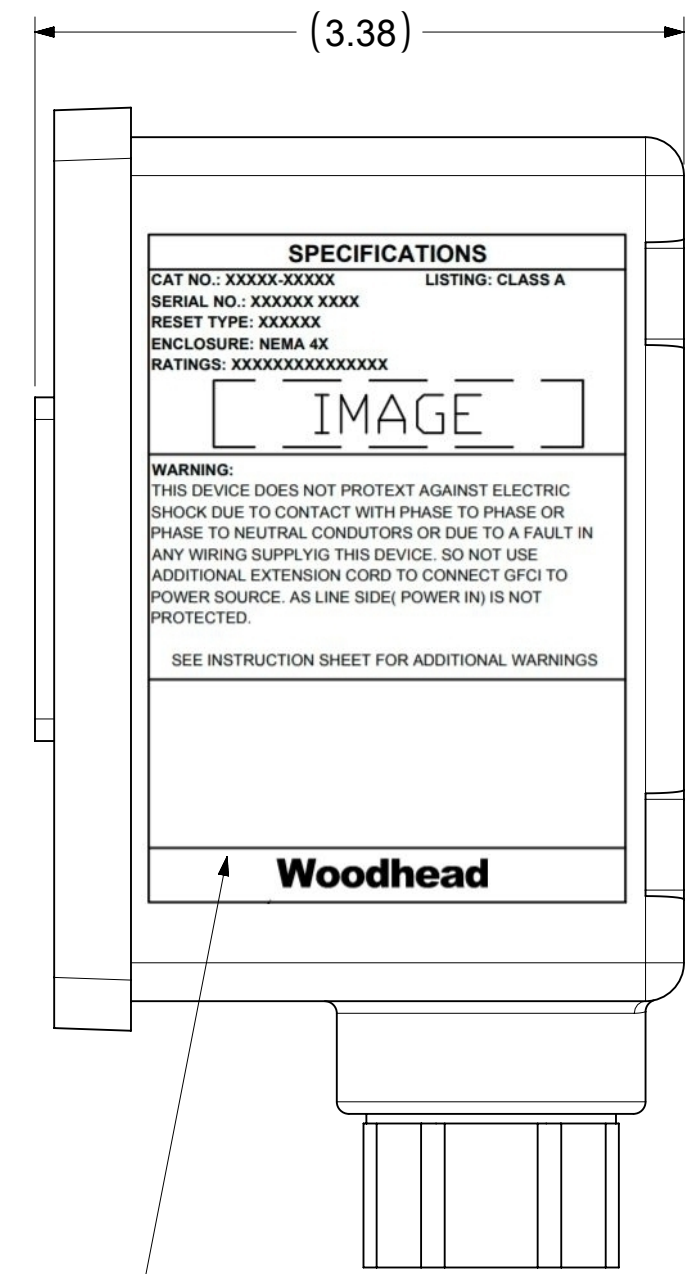 (3.38)
SPECIFICATIONS
CAT NO.: XXXXX-XXXXX LISTING: CLASS A
SERIAL NO.: XXXXXX XXXX
RESET TYPE: XXXXXX
ENCLOSURE: NEMA 4X
RATINGS: XXXXXXXXXXXXXXX
IMAGE
WARNING:
THIS DEVICE DOES NOT PROTEXT AGAINST ELECTRIC
SHOCK DUE TO CONTACT WITH PHASE TO PHASE OR
PHASE TO NEUTRAL CONDUTORS OR DUE TO A FAULT IN
ANY WIRING SUPPLYIG THIS DEVICE. SO NOT USE
ADDITIONAL EXTENSION CORD TO CONNECT GFCI TO
POWER SOURCE. AS LINE SIDE( POWER IN) IS NOT
PROTECTED.
SEE INSTRUCTION SHEET FOR ADDITIONAL WARNINGS
Woodhead